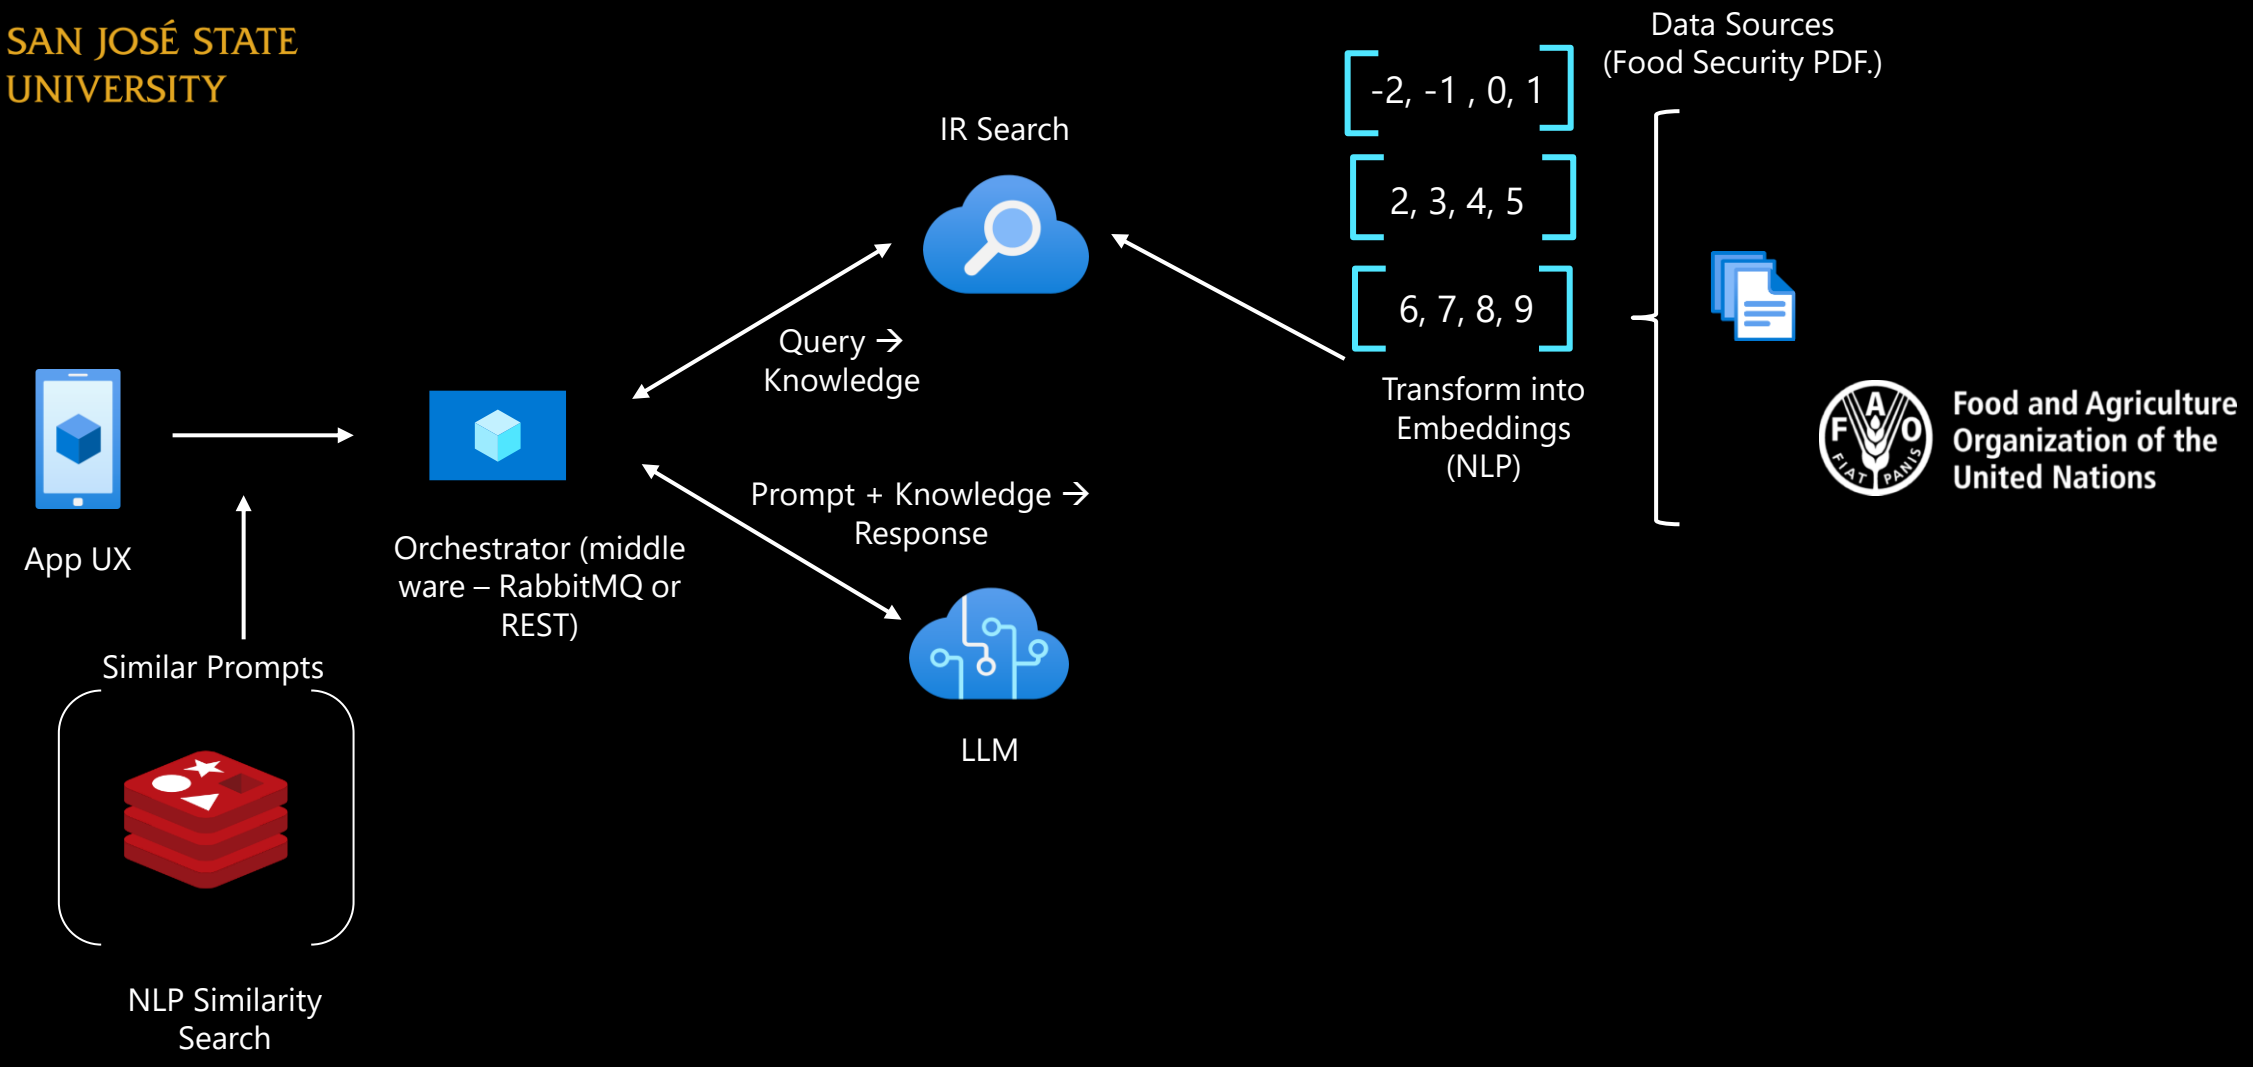 SAN JOSÉ STATE
UNIVERSITY
Data Sources
(Food Security PDF.)
-2, -1 , 0, 1
IR Search
2, 3, 4, 5
6, 7, 8, 9
Query →
Knowledge
Transform into
Embeddings
(NLP)
F A O
FIAT PANIS
Food and Agriculture
Organization of the
United Nations
Prompt + Knowledge →
Response
App UX
Orchestrator (middle
ware – RabbitMQ or
REST)
Similar Prompts
LLM
NLP Similarity
Search